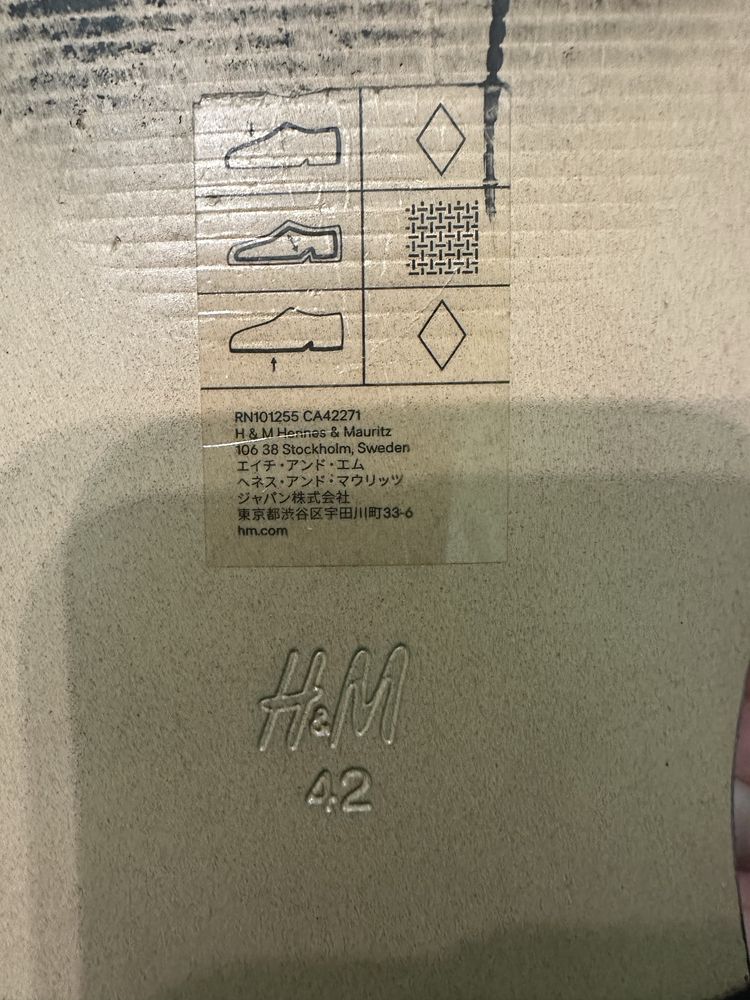 RN101255 CA42271
H & M Hennes & Mauritz
106 38 Stockholm, Sweden
エイチ・アンド・エム
ヘネス・アンド・マウリッツ
ジャパン株式会社
東京都渋谷区宇田川町33-6
hm.com
H&M
42